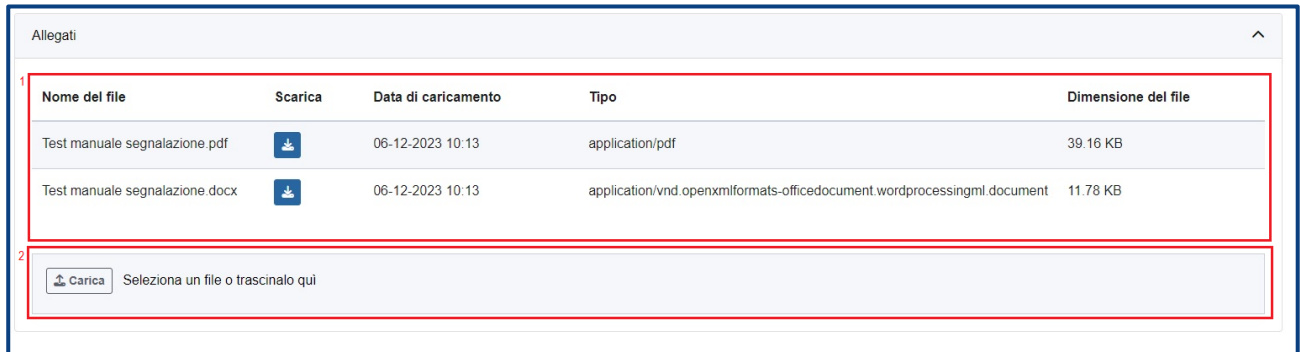 Allegati
1
Nome del file Scarica Data di caricamento Tipo Dimensione del file
Test manuale segnalazione.pdf 06-12-2023 10:13 application/pdf 39.16 KB
Test manuale segnalazione.docx 06-12-2023 10:13 application/vnd.openxmlformats-officedocument.wordprocessingml.document 11.78 KB
2
Carica Seleziona un file o trascinalo quì